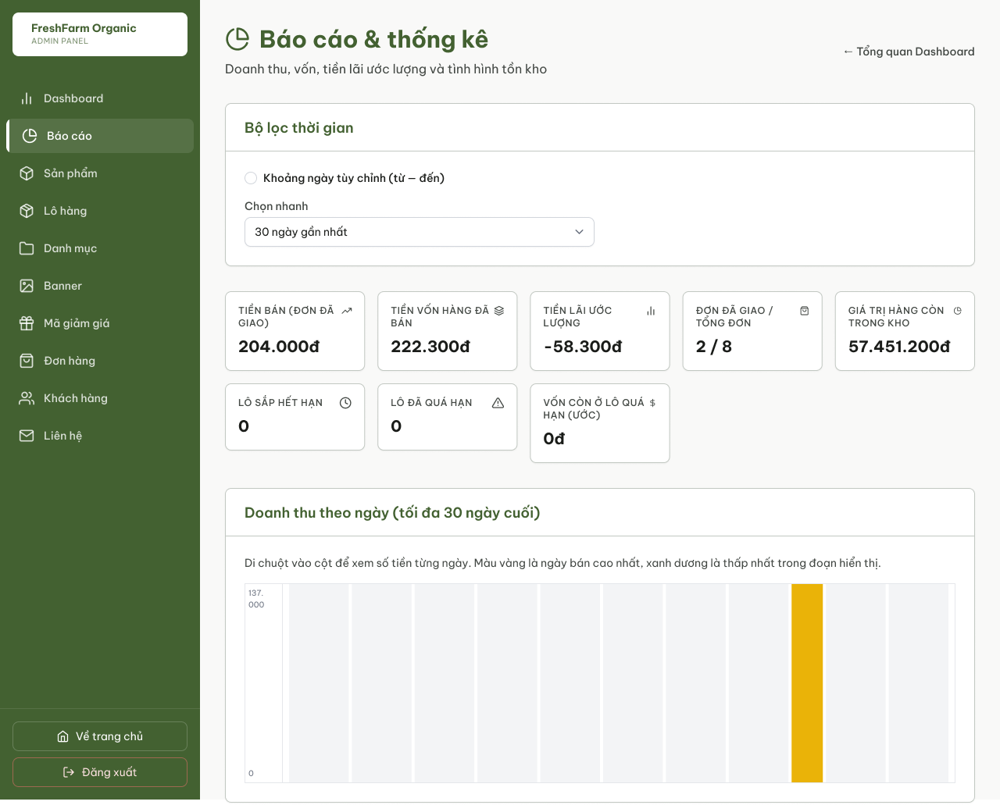 FreshFarm Organic
ADMIN PANEL
Dashboard
Báo cáo
Sản phẩm
Lô hàng
Danh mục
Banner
Mã giảm giá
Đơn hàng
Khách hàng
Liên hệ
Về trang chủ
Đăng xuất
Báo cáo & thống kê
Doanh thu, vốn, tiền lãi ước lượng và tình hình tồn kho
← Tổng quan Dashboard
Bộ lọc thời gian
Khoảng ngày tùy chỉnh (từ — đến)
Chọn nhanh
30 ngày gần nhất
TIỀN BÁN (ĐƠN ĐÃ
GIAO)
204.000đ
TIỀN VỐN HÀNG ĐÃ
BÁN
222.300đ
TIỀN LÃI ƯỚC
LƯỢNG
-58.300đ
ĐƠN ĐÃ GIAO /
TỔNG ĐƠN
2 / 8
GIÁ TRỊ HÀNG CÒN
TRONG KHO
57.451.200đ
LÔ SẮP HẾT HẠN
0
LÔ ĐÃ QUÁ HẠN
0
VỐN CÒN Ở LÔ QUÁ
HẠN (ƯỚC)
0đ
Doanh thu theo ngày (tối đa 30 ngày cuối)
Di chuột vào cột để xem số tiền từng ngày. Màu vàng là ngày bán cao nhất, xanh dương là thấp nhất trong đoạn hiển thị.
137.
000
0